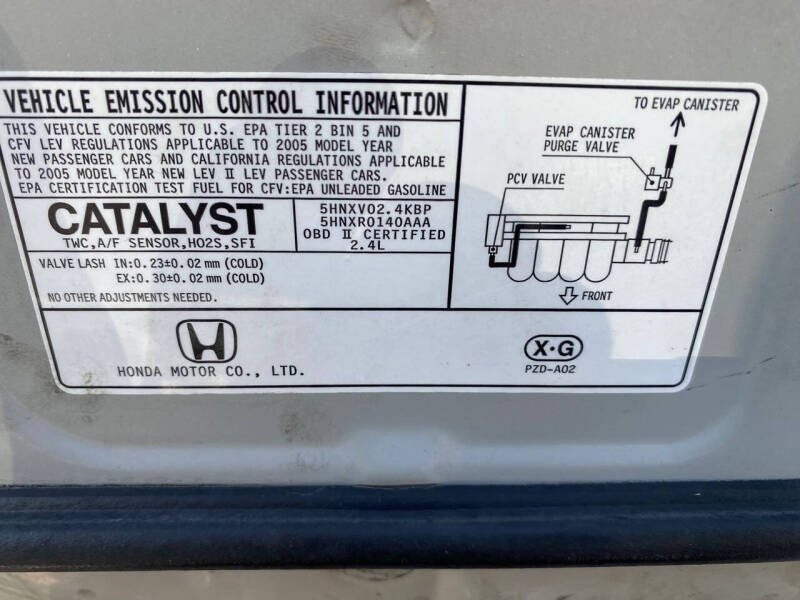 VEHICLE EMISSION CONTROL INFORMATION
THIS VEHICLE CONFORMS TO U.S. EPA TIER 2 BIN 5 AND
CFV LEV REGULATIONS APPLICABLE TO 2005 MODEL YEAR
NEW PASSENGER CARS AND CALIFORNIA REGULATIONS APPLICABLE
TO 2005 MODEL YEAR NEW LEV II LEV PASSENGER CARS.
EPA CERTIFICATION TEST FUEL FOR CFV:EPA UNLEADED GASOLINE
CATALYST
TWC,A/F SENSOR,HO2S,SFI
5HNXV02.4KBP
5HNXR0140AAA
OBD II CERTIFIED
2.4L
VALVE LASH IN:0.23±0.02 mm (COLD)
EX:0.30±0.02 mm (COLD)
NO OTHER ADJUSTMENTS NEEDED.
TO EVAP CANISTER
EVAP CANISTER
PURGE VALVE
PCV VALVE
FRONT
HONDA MOTOR CO., LTD.
X·G
PZD-A02